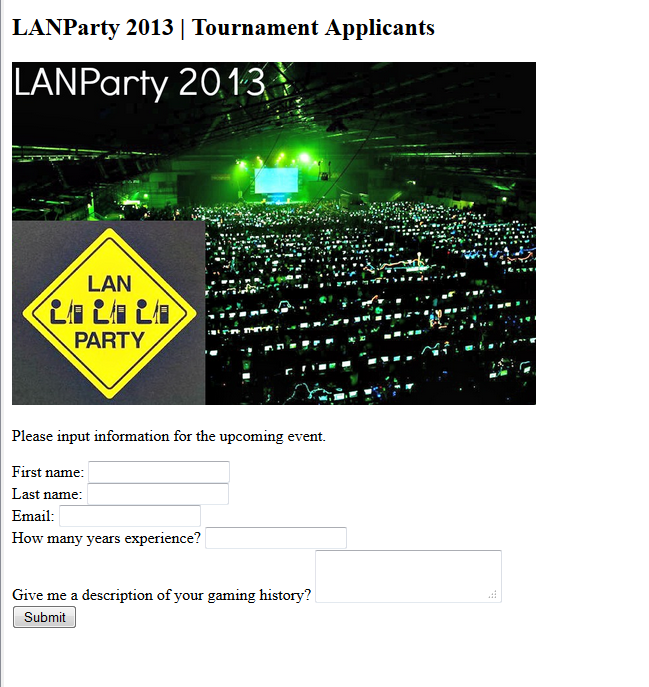 LANParty 2013 | Tournament Applicants
LANParty 2013
LAN
PARTY
Please input information for the upcoming event.
First name:
Last name:
Email:
How many years experience?
Give me a description of your gaming history?
Submit